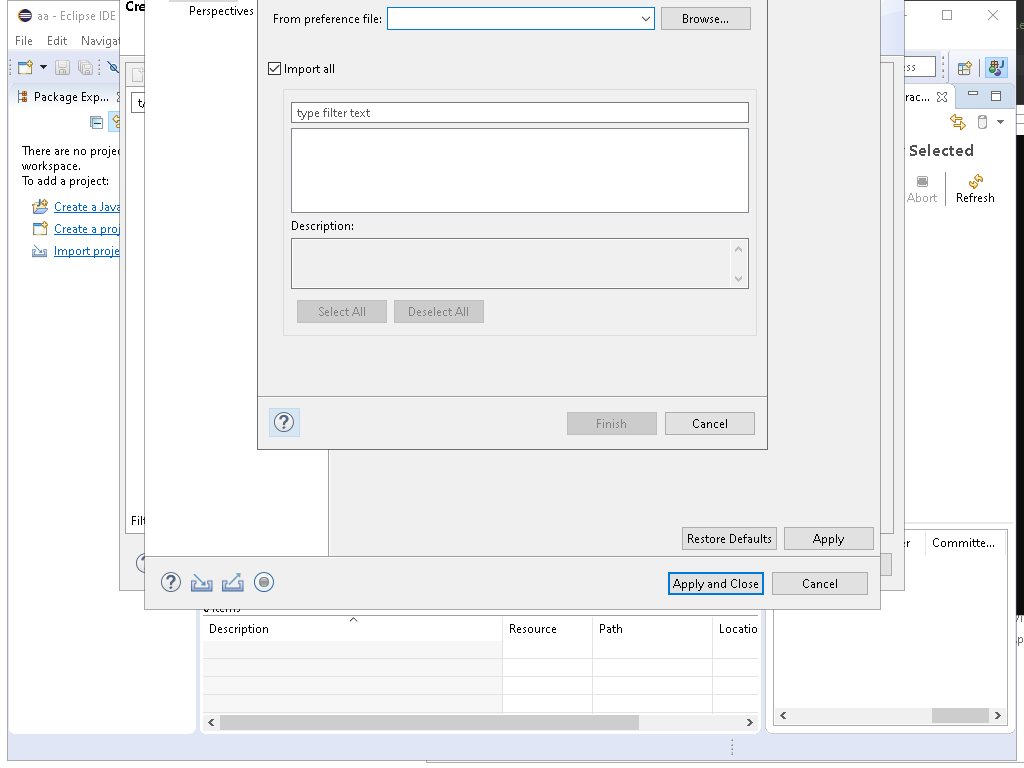 aa - Eclipse IDE
Cre
File Edit Navigat
Perspectives
From preference file:
Browse...
Import all
type filter text
Description:
Select All
Deselect All
Finish
Cancel
Package Exp...
There are no proje
workspace.
To add a project:
Create a Java
Create a proj
Import proje
ess
rac...
Selected
Abort
Refresh
Filt
Restore Defaults
Apply
Apply and Close
Cancel
er
Committe...
0 items
Description
Resource
Path
Locatio